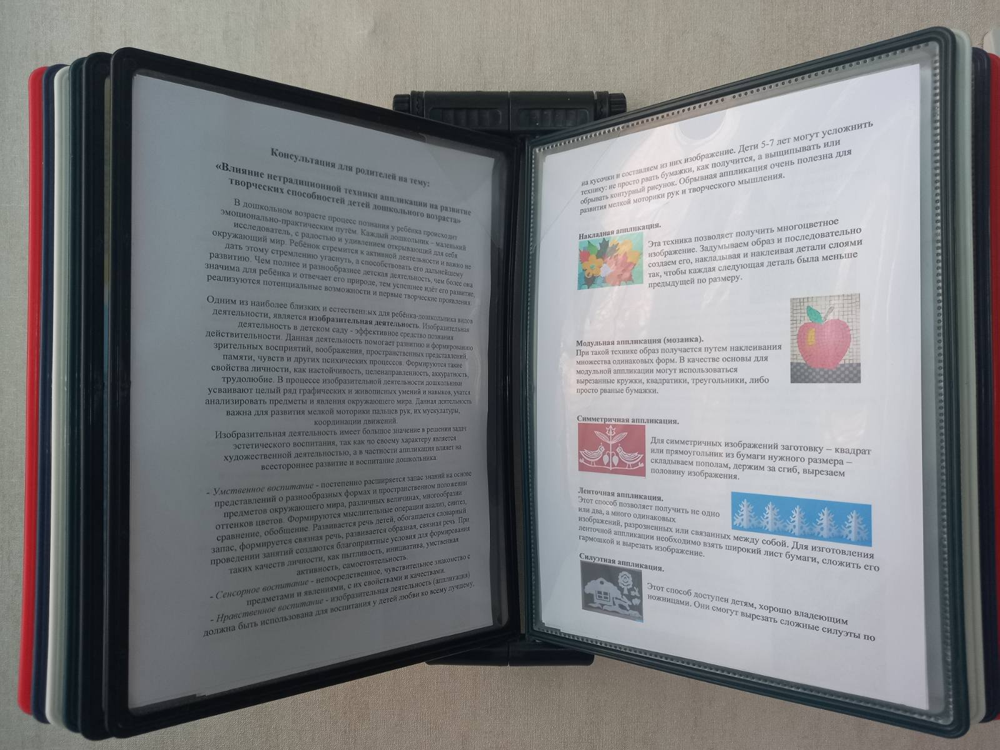 Консультация для родителей на тему:
«Влияние нетрадиционной техники аппликации на развитие
творческих способностей детей дошкольного возраста»
В дошкольном возрасте процесс познания у ребёнка происходит
эмоционально-практическим путём. Каждый дошкольник – маленький
исследователь, с радостью и удивлением открывающий для себя
окружающий мир. Ребёнок стремится к активной деятельности и важно не
дать этому стремлению угаснуть, а способствовать его дальнейшему
развитию. Чем полнее и разнообразнее детская деятельность, чем более она
значима для ребёнка и отвечает его природе, тем успешнее идёт его развитие,
реализуются потенциальные возможности и первые творческие проявления.
Одним из наиболее близких и естественных для ребёнка-дошкольника видов
деятельности, является изобразительная деятельность. Изобразительная
деятельность в детском саду - эффективное средство познания
действительности. Данная деятельность помогает развитию и формированию
зрительных восприятий, воображения, пространственных представлений,
памяти, чувств и других психических процессов. Формируются такие
свойства личности, как настойчивость, целенаправленность, аккуратность,
трудолюбие. В процессе изобразительной деятельности дошкольники
усваивают целый ряд графических и живописных умений и навыков, учатся
анализировать предметы и явления окружающего мира. Данная деятельность
важна для развития мелкой моторики пальцев рук, их мускулатуры,
координации движений.
Изобразительная деятельность имеет большое значение в решении задач
эстетического воспитания, так как по своему характеру является
художественной деятельностью, а в частности аппликация влияет на
всестороннее развитие и воспитание дошкольника.
- Умственное воспитание - постепенно расширяется запас знаний на основе
представлений о разнообразных формах и пространственном положении
предметов окружающего мира, различных величинах, многообразии
оттенков цветов. Формируются мыслительные операции анализ, синтез,
сравнение, обобщение. Развивается речь детей, обогащается словарный
запас, формируется связная речь, развивается образная, связная речь. При
проведении занятий создаются благоприятные условия для формирования
таких качеств личности, как пытливость, инициатива, умственная
активность, самостоятельность.
- Сенсорное воспитание - непосредственное, чувствительное знакомство с
предметами и явлениями, с их свойствами и качествами.
- Нравственное воспитание - изобразительная деятельность (аппликация)
должна быть использована для воспитания у детей любви ко всему лучшему,
на кусочки и составляем из них изображение. Дети 5-7 лет могут усложнить
технику: не просто рвать бумажки, как получится, а выщипывать или
обрывать контурный рисунок. Обрывная аппликация очень полезна для
развития мелкой моторики рук и творческого мышления.
Накладная аппликация.
Эта техника позволяет получить многоцветное
изображение. Задумываем образ и последовательно
создаем его, накладывая и наклеивая детали слоями
так, чтобы каждая следующая деталь была меньше
предыдущей по размеру.
Модульная аппликация (мозаика).
При такой технике образ получается путем наклеивания
множества одинаковых форм. В качестве основы для
модульной аппликации могут использоваться
вырезанные кружки, квадратики, треугольники, либо
просто рваные бумажки.
Симметричная аппликация.
Для симметричных изображений заготовку – квадрат
или прямоугольник из бумаги нужного размера –
складываем пополам, держим за сгиб, вырезаем
половину изображения.
Ленточная аппликация.
Этот способ позволяет получить не одно
или два, а много одинаковых
изображений, разрозненных или связанных между собой. Для изготовления
ленточной аппликации необходимо взять широкий лист бумаги, сложить его
гармошкой и вырезать изображение.
Силуэтная аппликация.
Этот способ доступен детям, хорошо владеющим
ножницами. Они смогут вырезать сложные силуэты по